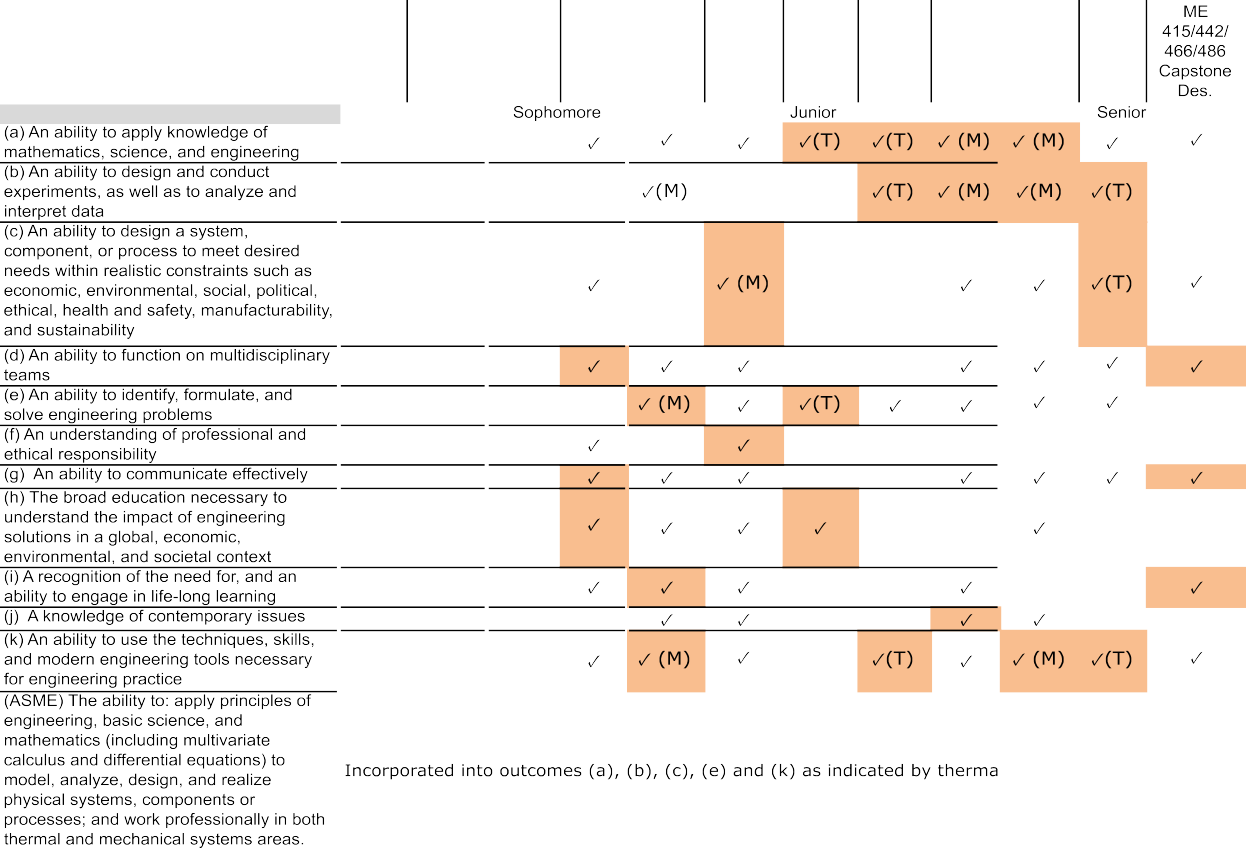 ME
415/442/
466/486
Capstone
Des.
Sophomore Junior Senior
(a) An ability to apply knowledge of
mathematics, science, and engineering
✓ ✓ ✓ ✓(T) ✓(T) ✓ (M) ✓ (M) ✓ ✓
(b) An ability to design and conduct
experiments, as well as to analyze and
interpret data
✓(M) ✓(T) ✓ (M) ✓(M) ✓(T)
(c) An ability to design a system,
component, or process to meet desired
needs within realistic constraints such as
economic, environmental, social, political,
ethical, health and safety, manufacturability,
and sustainability
✓ ✓ (M) ✓ ✓ ✓(T) ✓
(d) An ability to function on multidisciplinary
teams
✓ ✓ ✓ ✓ ✓ ✓ ✓
(e) An ability to identify, formulate, and
solve engineering problems
✓ (M) ✓ ✓(T) ✓ ✓ ✓ ✓
(f) An understanding of professional and
ethical responsibility
✓ ✓
(g) An ability to communicate effectively
✓ ✓ ✓ ✓ ✓ ✓ ✓
(h) The broad education necessary to
understand the impact of engineering
solutions in a global, economic,
environmental, and societal context
✓ ✓ ✓ ✓ ✓
(i) A recognition of the need for, and an
ability to engage in life-long learning
✓ ✓ ✓ ✓ ✓
(j) A knowledge of contemporary issues
✓ ✓ ✓ ✓
(k) An ability to use the techniques, skills,
and modern engineering tools necessary
for engineering practice
✓ ✓ (M) ✓ ✓(T) ✓ ✓ (M) ✓(T) ✓
(ASME) The ability to: apply principles of
engineering, basic science, and
mathematics (including multivariate
calculus and differential equations) to
model, analyze, design, and realize
physical systems, components or
processes; and work professionally in both
thermal and mechanical systems areas.
Incorporated into outcomes (a), (b), (c), (e) and (k) as indicated by therma